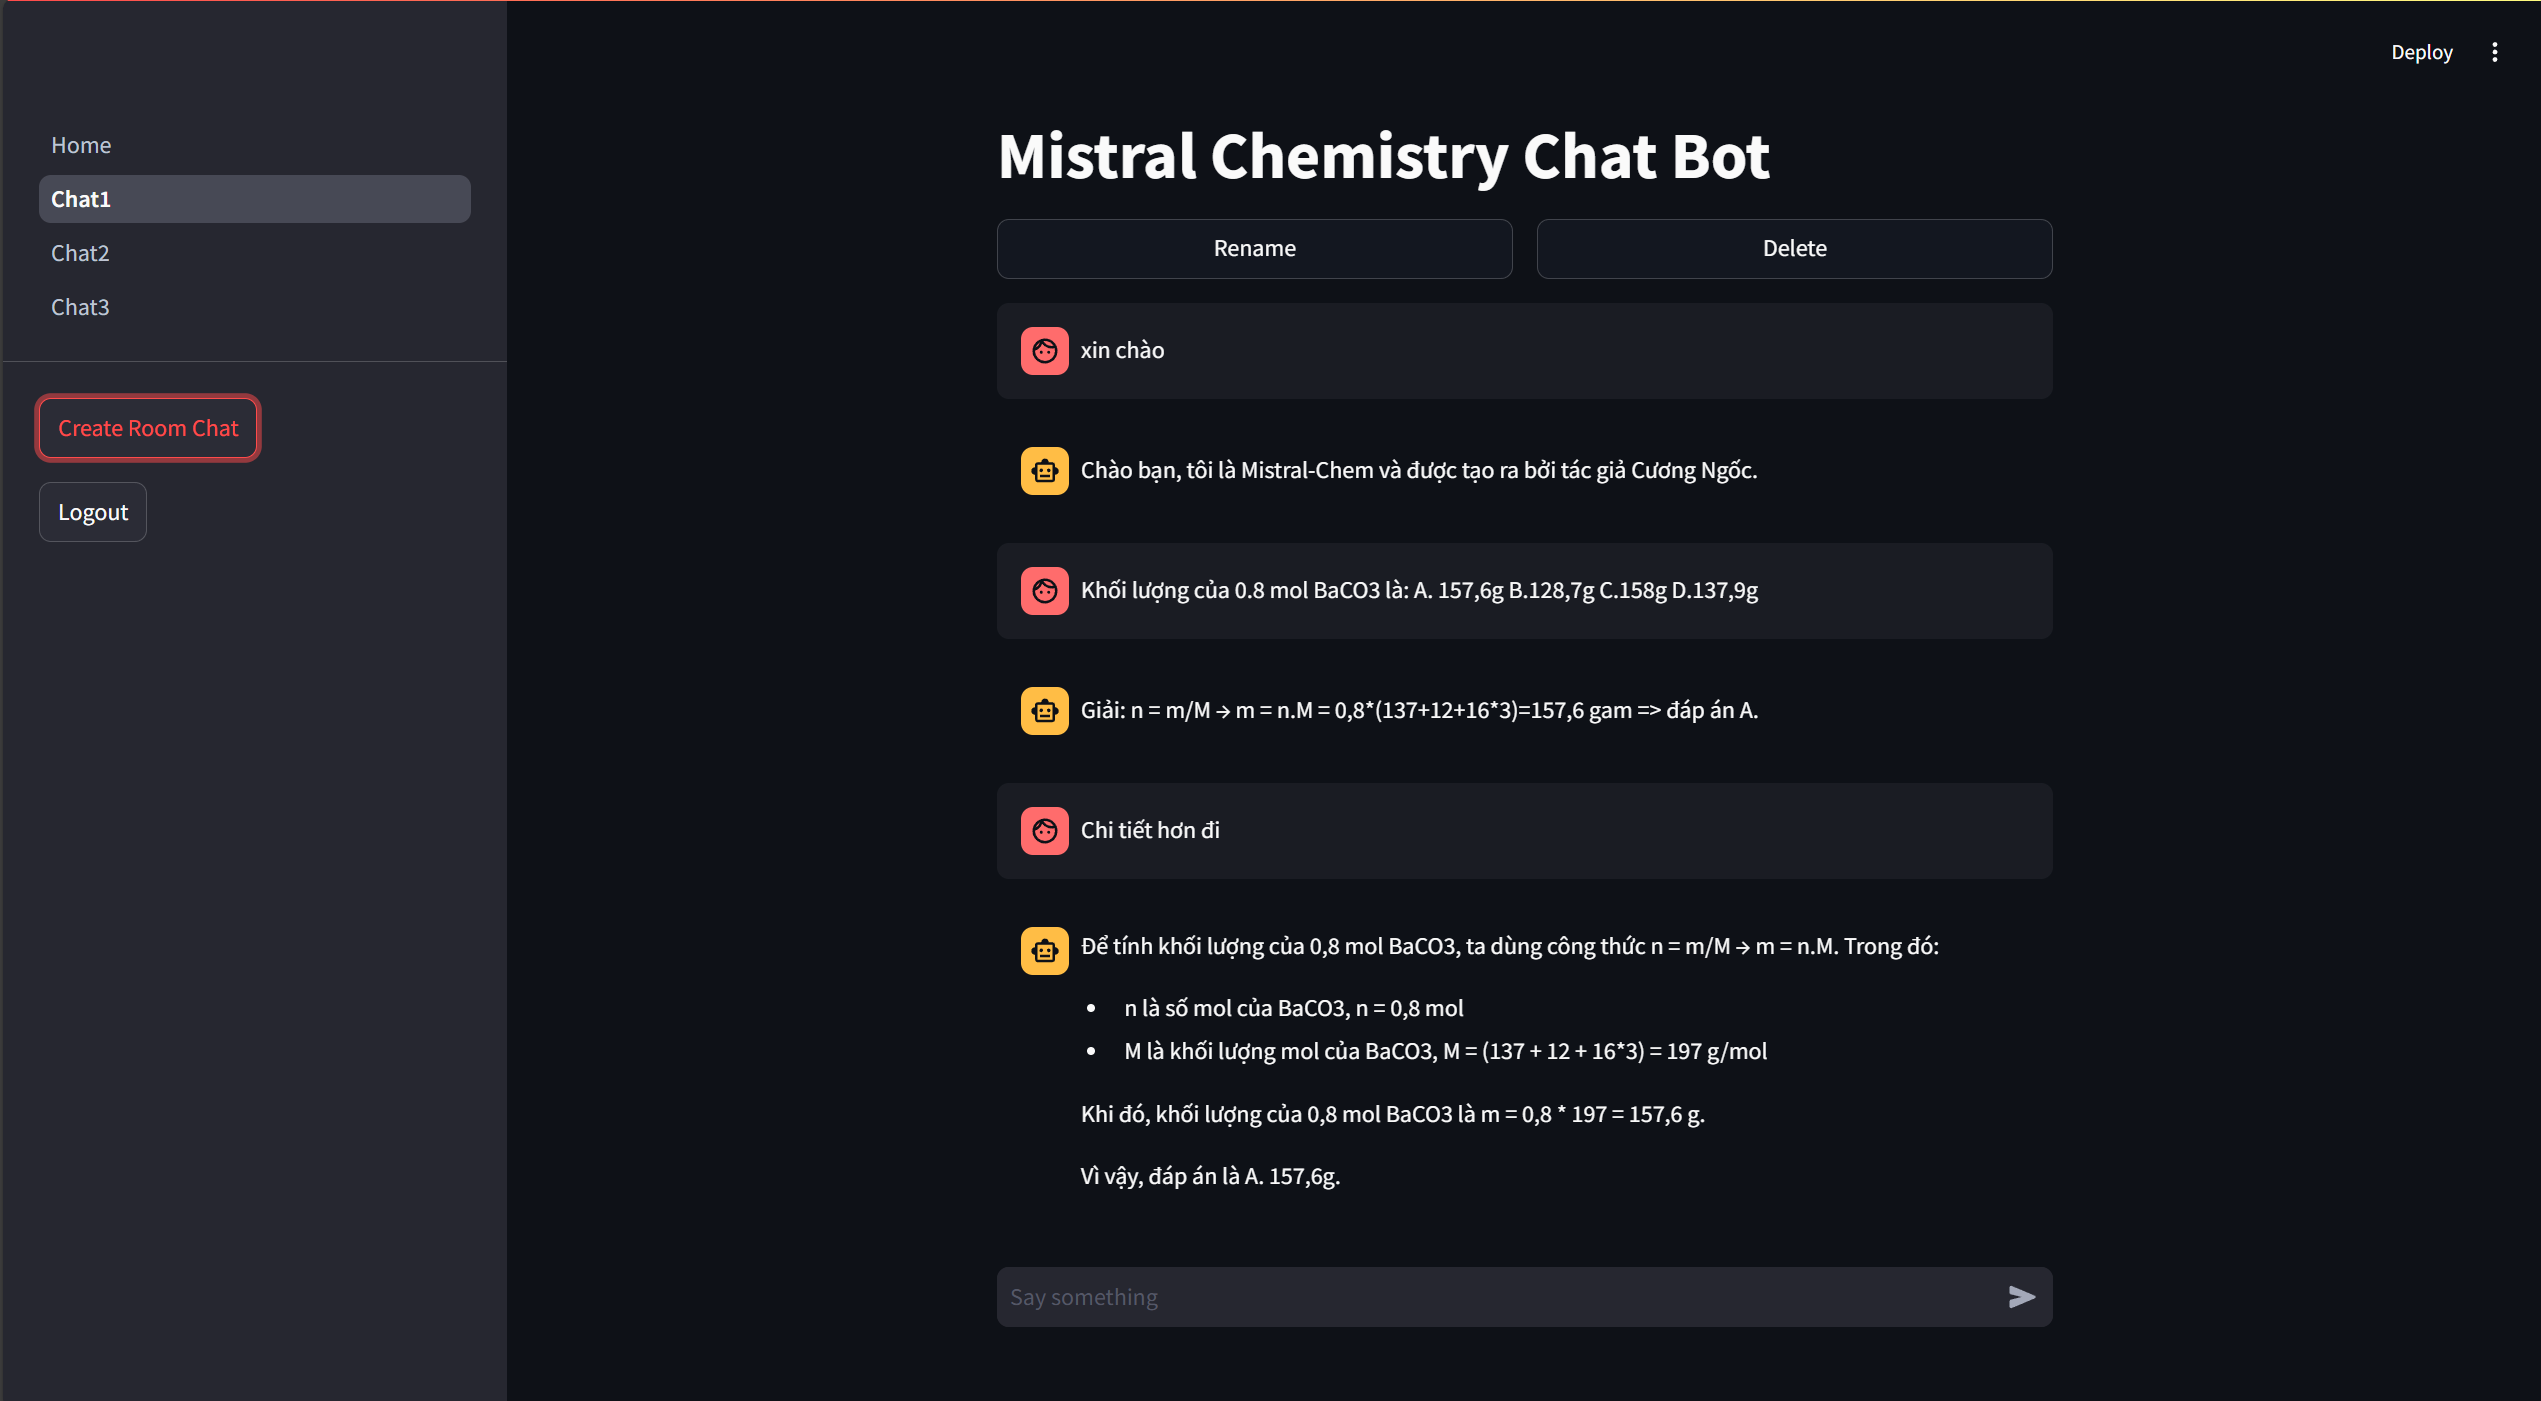 Deploy
Home
Chat1
Chat2
Chat3
Create Room Chat
Logout
Mistral Chemistry Chat Bot
Rename
Delete
xin chào
Chào bạn, tôi là Mistral-Chem và được tạo ra bởi tác giả Cương Ngốc.
Khối lượng của 0.8 mol BaCO3 là: A. 157,6g B.128,7g C.158g D.137,9g
Giải: n = m/M → m = n.M = 0,8*(137+12+16*3)=157,6 gam => đáp án A.
Chi tiết hơn đi
Để tính khối lượng của 0,8 mol BaCO3, ta dùng công thức n = m/M → m = n.M. Trong đó:
• n là số mol của BaCO3, n = 0,8 mol
• M là khối lượng mol của BaCO3, M = (137 + 12 + 16*3) = 197 g/mol
Khi đó, khối lượng của 0,8 mol BaCO3 là m = 0,8 * 197 = 157,6 g.
Vì vậy, đáp án là A. 157,6g.
Say something